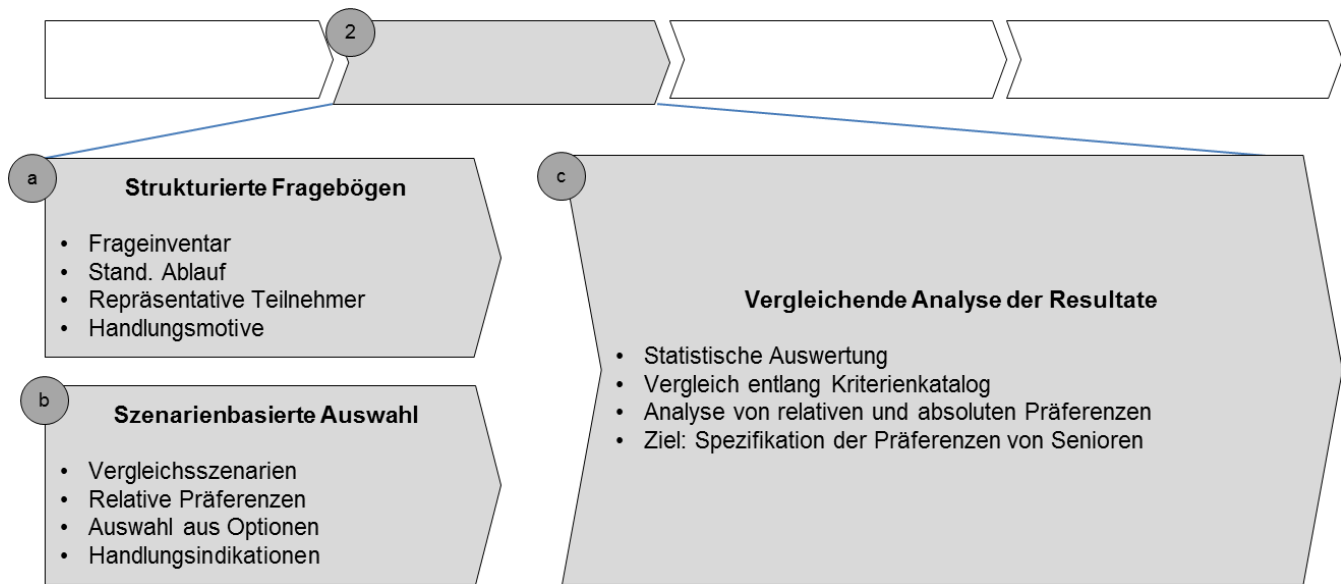 2
a
Strukturierte Fragebögen
• Frageinventar
• Stand. Ablauf
• Repräsentative Teilnehmer
• Handlungsmotive
b
Szenarienbasierte Auswahl
• Vergleichsszenarien
• Relative Präferenzen
• Auswahl aus Optionen
• Handlungsindikationen
c
Vergleichende Analyse der Resultate
• Statistische Auswertung
• Vergleich entlang Kriterienkatalog
• Analyse von relativen und absoluten Präferenzen
• Ziel: Spezifikation der Präferenzen von Senioren